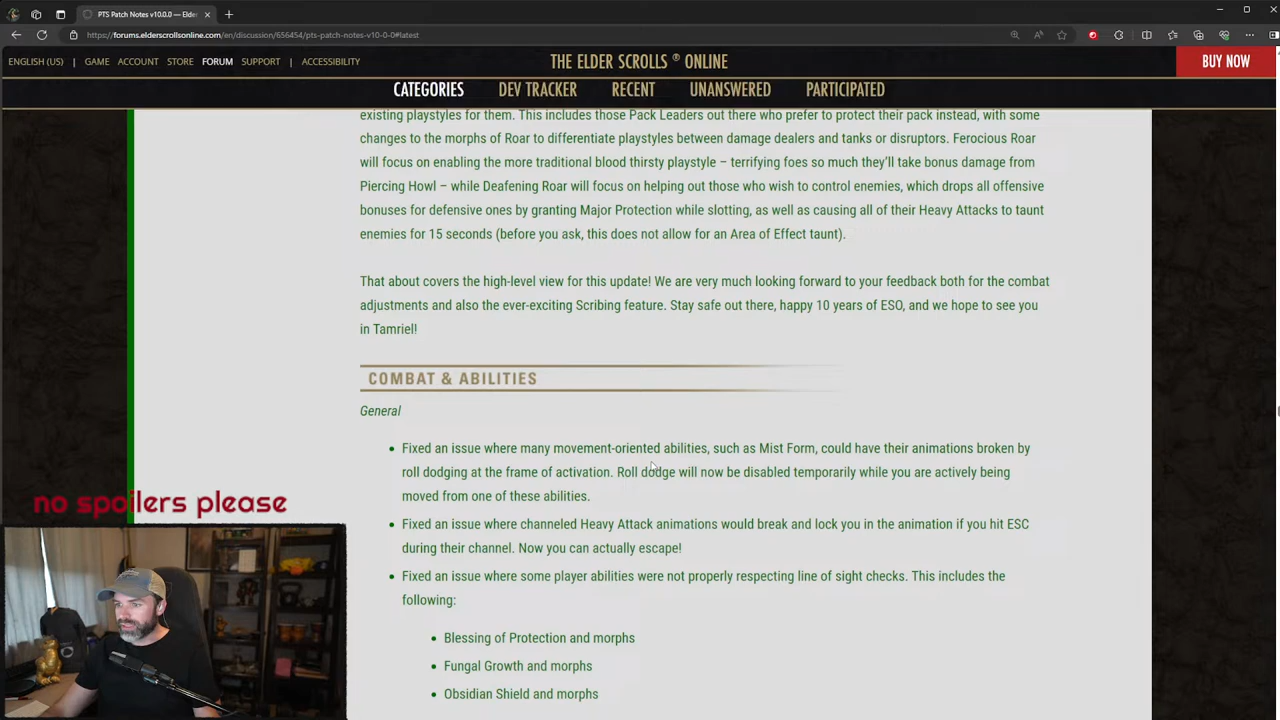 PTS Patch Notes v10.0.0 — Elder
https://forums.elderscrollsonline.com/en/discussion/656454/pts-patch-notes-v10-0-0#latest
ENGLISH (US) | GAME ACCOUNT STORE FORUM SUPPORT | ACCESSIBILITY
THE ELDER SCROLLS ® ONLINE
BUY NOW
CATEGORIES DEV TRACKER RECENT UNANSWERED PARTICIPATED
existing playstyles for them. This includes those Pack Leaders out there who prefer to protect their pack instead, with some
changes to the morphs of Roar to differentiate playstyles between damage dealers and tanks or disruptors. Ferocious Roar
will focus on enabling the more traditional blood thirsty playstyle – terrifying foes so much they'll take bonus damage from
Piercing Howl – while Deafening Roar will focus on helping out those who wish to control enemies, which drops all offensive
bonuses for defensive ones by granting Major Protection while slotting, as well as causing all of their Heavy Attacks to taunt
enemies for 15 seconds (before you ask, this does not allow for an Area of Effect taunt).
That about covers the high-level view for this update! We are very much looking forward to your feedback both for the combat
adjustments and also the ever-exciting Scribing feature. Stay safe out there, happy 10 years of ESO, and we hope to see you
in Tamriel!
COMBAT & ABILITIES
General
• Fixed an issue where many movement-oriented abilities, such as Mist Form, could have their animations broken by
roll dodging at the frame of activation. Roll dodge will now be disabled temporarily while you are actively being
moved from one of these abilities.
• Fixed an issue where channeled Heavy Attack animations would break and lock you in the animation if you hit ESC
during their channel. Now you can actually escape!
• Fixed an issue where some player abilities were not properly respecting line of sight checks. This includes the
following:
• Blessing of Protection and morphs
• Fungal Growth and morphs
• Obsidian Shield and morphs
no spoilers please